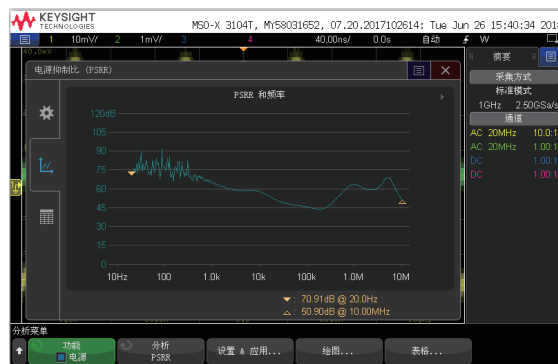 KEYSIGHT
TECHNOLOGIES
MSO-X 3104T, MY58031652, 07.20.2017102614: Tue Jun 26 15:40:34 201
1 10mV/ 2 1mV/ 3 4 40.00ns/ 0.0s 自动 W
40.0mV
摘要
电源抑制比 (PSRR)
采集方式
标准模式
1GHz 2.50GSa/s
通道
AC 20MHz 10.0:1
AC 20MHz 1.00:1
DC 1.00:1
DC 1.00:1
PSRR 和频率
120dB
105
90
75
60
45
30
15
0
10Hz 100 1.0k 10k 100k 1.0M 10M
70.91dB @ 20.0Hz
50.90dB @ 10.00MHz
分析菜单
功能
电源
分析
PSRR
设置 & 应用...
绘图...
表格...